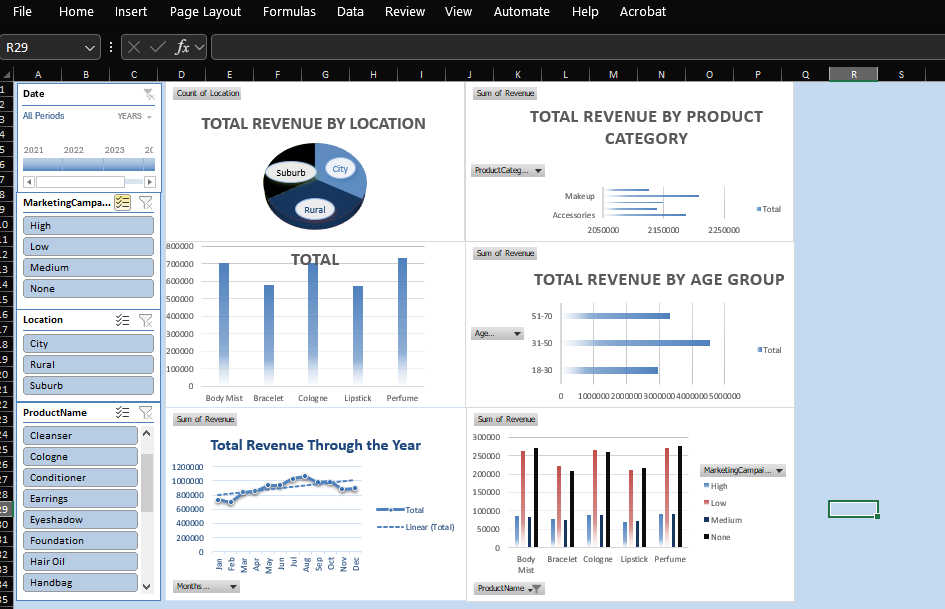 File Home Insert Page Layout Formulas Data Review View Automate Help Acrobat
R29 fx
A B C D E F G H I J K L M N O P Q R S
Date
All Periods YEARS
2021 2022 2023
MarketingCampa...
High
Low
Medium
None
Location
City
Rural
Suburb
ProductName
Cleanser
Cologne
Conditioner
Earrings
Eyeshadow
Foundation
Hair Oil
Handbag
Count of Location
TOTAL REVENUE BY LOCATION
Suburb
City
Rural
TOTAL
800000
700000
600000
500000
400000
300000
200000
100000
0
Body Mist Bracelet Cologne Lipstick Perfume
Sum of Revenue
Total Revenue Through the Year
1200000
1000000
800000
600000
400000
200000
0
Jan Feb Mar Apr May Jun Jul Aug Sep Oct Nov Dec
Total
Linear (Total)
Months...
Sum of Revenue
TOTAL REVENUE BY PRODUCT
CATEGORY
ProductCateg...
Makeup
Accessories
2050000 2150000 2250000
Total
Sum of Revenue
TOTAL REVENUE BY AGE GROUP
Age...
51-70
31-50
18-30
0 1000000 2000000 3000000 4000000 5000000
Total
Sum of Revenue
300000
250000
200000
150000
100000
50000
0
Body Mist Bracelet Cologne Lipstick Perfume
MarketingCampai...
High
Low
Medium
None
ProductName